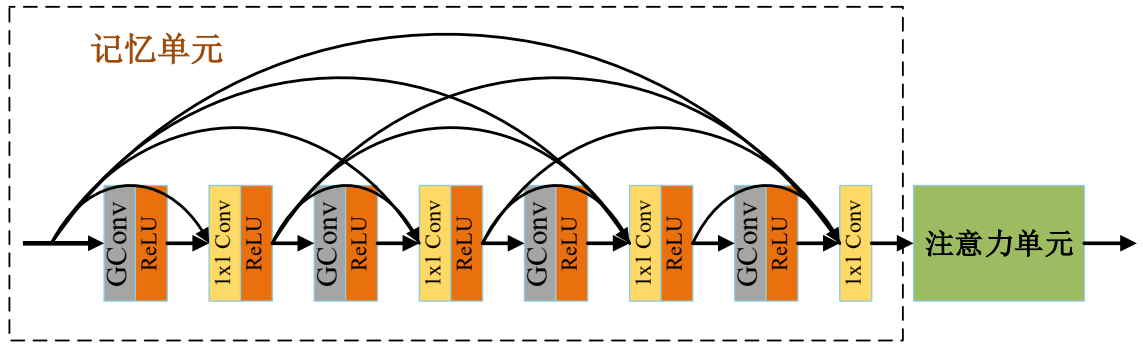 记忆单元
GConv
ReLU
1x1 Conv
ReLU
GConv
ReLU
1x1 Conv
ReLU
GConv
ReLU
1x1 Conv
ReLU
GConv
ReLU
1x1 Conv
注意力单元